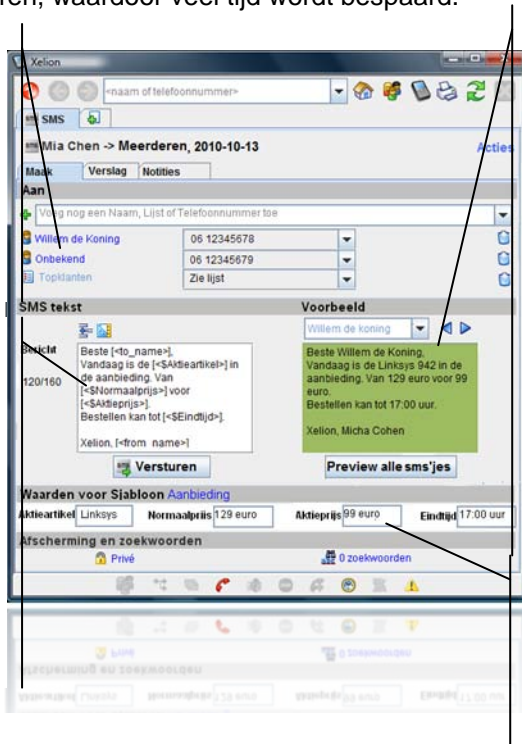 ren, waardoor veel tijd wordt bespaard.
Xelion
<naam of telefoonnummer>
SMS
Mia Chen -> Meerderen, 2010-10-13
Acties
Maak Verslag Notities
Aan
Voeg nog een Naam, Lijst of Telefoonnummer toe
Willem de Koning 06 12345678
Onbekend 06 12345679
Topklanten Zie lijst
SMS tekst Voorbeeld
Willem de koning
Bericht
120/160
Beste [<to_name>],
Vandaag is de [<$Aktieartikel>] in
de aanbieding. Van
[<$Normaalprijs>] voor
[<$Aktieprijs>].
Bestellen kan tot [<$Eindtijd>].
Xelion, [<from_name>]
Beste Willem de Koning,
Vandaag is de Linksys 942 in de
aanbieding. Van 129 euro voor 99
euro.
Bestellen kan tot 17:00 uur.
Xelion, Micha Cohen
Versturen
Preview alle sms'jes
Waarden voor Sjabloon Aanbieding
Aktieartikel Linksys Normaalprijs 129 euro Aktieprijs 99 euro Eindtijd 17:00 uur
Afscherming en zoekwoorden
Privé 0 zoekwoorden